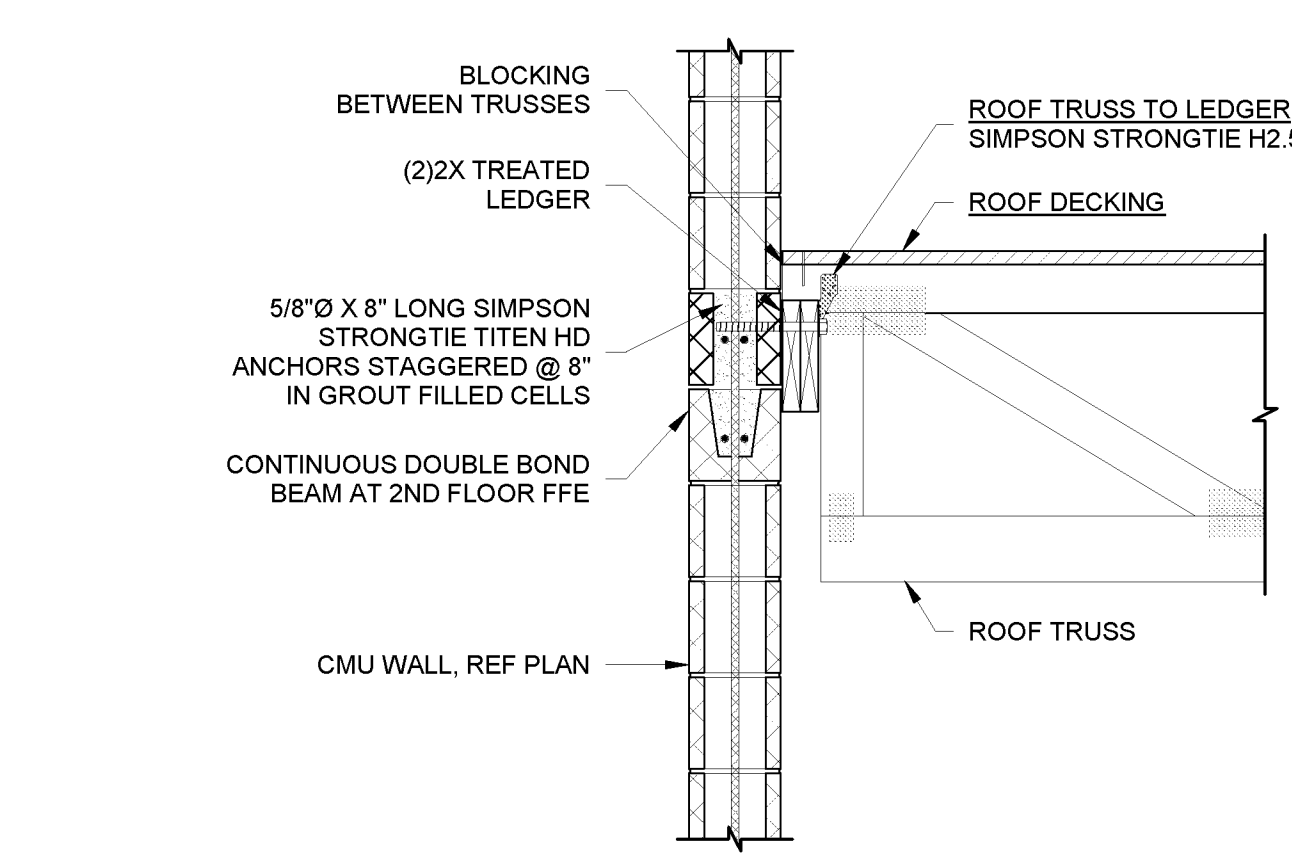 BLOCKING
BETWEEN TRUSSES
(2)2X TREATED
LEDGER
5/8"Ø X 8" LONG SIMPSON
STRONGTIE TITEN HD
ANCHORS STAGGERED @ 8"
IN GROUT FILLED CELLS
CONTINUOUS DOUBLE BOND
BEAM AT 2ND FLOOR FFE
CMU WALL, REF PLAN
ROOF TRUSS TO LEDGER
SIMPSON STRONGTIE H2.5
ROOF DECKING
ROOF TRUSS